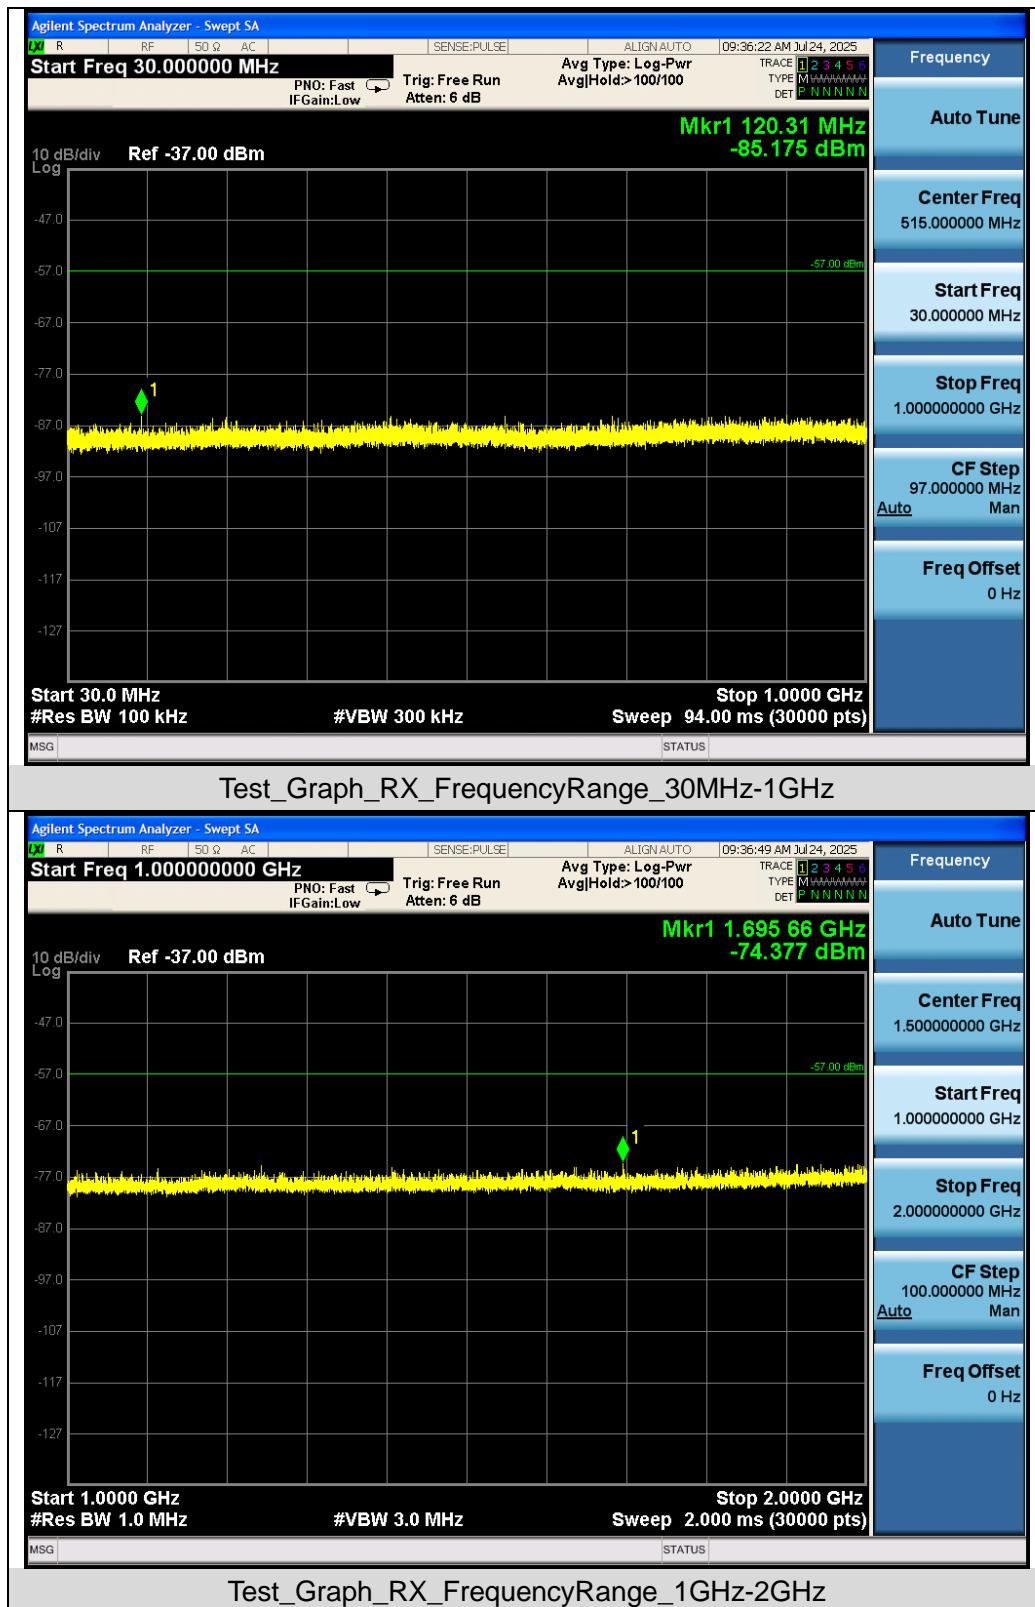 Agilent Spectrum Analyzer - Swept SA
LXI R RF 50 Ω AC SENSE:PULSE ALIGN AUTO 09:36:22 AM Jul 24, 2025
Start Freq 30.000000 MHz
PNO: Fast
IFGain:Low
Trig: Free Run
Atten: 6 dB
Avg Type: Log-Pwr
Avg|Hold:>100/100
TRACE 1 2 3 4 5 6
TYPE M WWWWW
DET P N N N N N
Mkr1 120.31 MHz
-85.175 dBm
10 dB/div Ref -37.00 dBm
Log
-47.0
-57.0
-57.00 dBm
-67.0
-77.0
1
-87.0
-97.0
-107
-117
-127
Start 30.0 MHz Stop 1.0000 GHz
#Res BW 100 kHz #VBW 300 kHz Sweep 94.00 ms (30000 pts)
MSG STATUS
Frequency
Auto Tune
Center Freq
515.000000 MHz
Start Freq
30.000000 MHz
Stop Freq
1.000000000 GHz
CF Step
97.000000 MHz
Auto Man
Freq Offset
0 Hz
Test_Graph_RX_FrequencyRange_30MHz-1GHz
Agilent Spectrum Analyzer - Swept SA
LXI R RF 50 Ω AC SENSE:PULSE ALIGN AUTO 09:36:49 AM Jul 24, 2025
Start Freq 1.000000000 GHz
PNO: Fast
IFGain:Low
Trig: Free Run
Atten: 6 dB
Avg Type: Log-Pwr
Avg|Hold:>100/100
TRACE 1 2 3 4 5 6
TYPE M WWWWW
DET P N N N N N
Mkr1 1.695 66 GHz
-74.377 dBm
10 dB/div Ref -37.00 dBm
Log
-47.0
-57.0
-57.00 dBm
-67.0
1
-77.0
-87.0
-97.0
-107
-117
-127
Start 1.0000 GHz Stop 2.0000 GHz
#Res BW 1.0 MHz #VBW 3.0 MHz Sweep 2.000 ms (30000 pts)
MSG STATUS
Frequency
Auto Tune
Center Freq
1.500000000 GHz
Start Freq
1.000000000 GHz
Stop Freq
2.000000000 GHz
CF Step
100.000000 MHz
Auto Man
Freq Offset
0 Hz
Test_Graph_RX_FrequencyRange_1GHz-2GHz